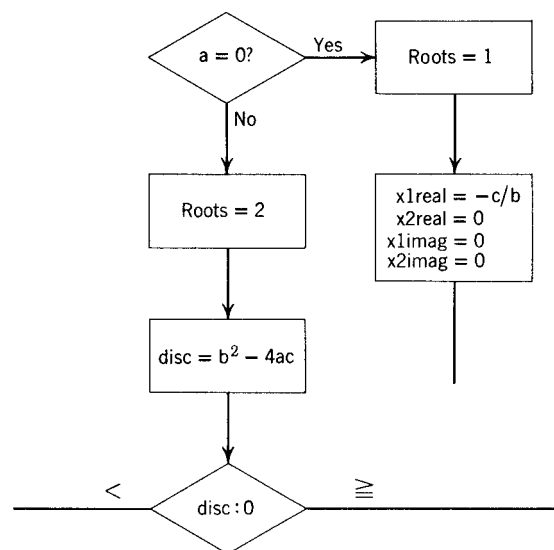 a = 0?
Yes
Roots = 1
No
Roots = 2
x1real = −c/b
x2real = 0
x1imag = 0
x2imag = 0
disc = b² − 4ac
<
≧
disc : 0